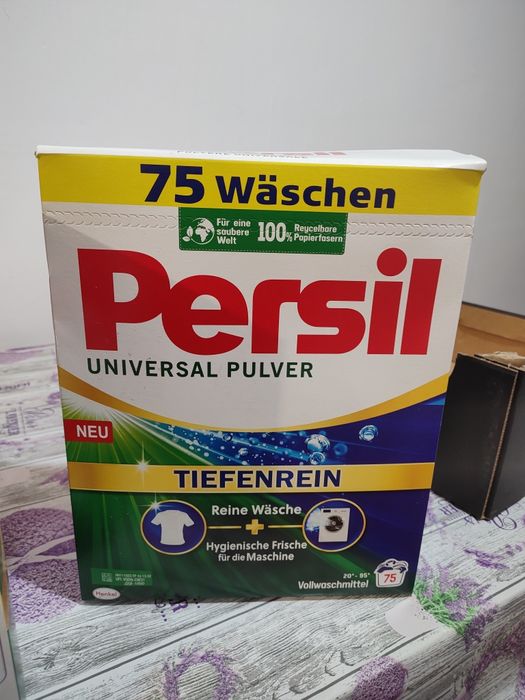 75 Wäschen
Für eine
saubere
Welt
100% Reycelbare
Papierfasern
Persil
UNIVERSAL PULVER
NEU
TIEFENREIN
Reine Wäsche
+
Hygienische Frische
für die Maschine
20°- 95°
Vollwaschmittel
75
Henkel